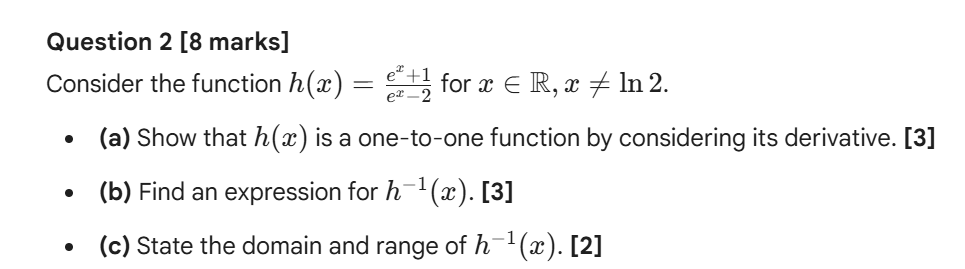 Question 2 [8 marks]
Consider the function h(x) = \frac{e^x+1}{e^x-2} for x ∈ ℝ, x ≠ ln 2.
• (a) Show that h(x) is a one-to-one function by considering its derivative. [3]
• (b) Find an expression for h⁻¹(x). [3]
• (c) State the domain and range of h⁻¹(x). [2]